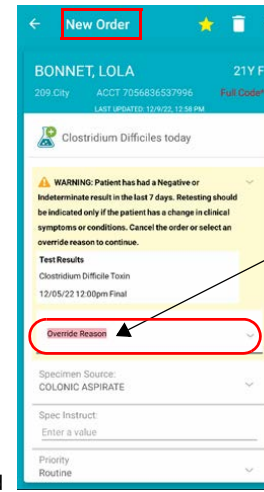 New Order
BONNET, LOLA 21Y F
209.City ACCT 7056836537996 Full Code*
LAST UPDATED: 12/9/22, 12:58 PM
Clostridium Difficiles today
WARNING: Patient has had a Negative or
Indeterminate result in the last 7 days. Retesting should
be indicated only if the patient has a change in clinical
symptoms or conditions. Cancel the order or select an
override reason to continue.
Test Results
Clostridium Difficile Toxin
12/05/22 12:00pm Final
Override Reason
Specimen Source:
COLONIC ASPIRATE
Spec Instruct:
Enter a value
Priority
Routine